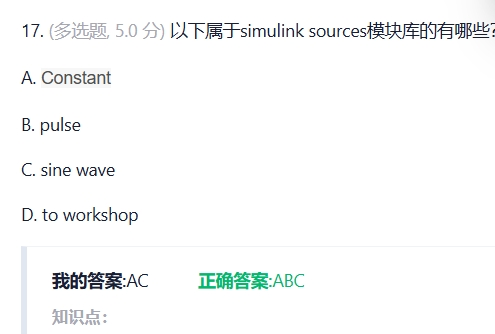 17. (多选题, 5.0 分) 以下属于simulink sources模块库的有哪些?
A. Constant
B. pulse
C. sine wave
D. to workshop
我的答案:AC 正确答案:ABC
知识点：